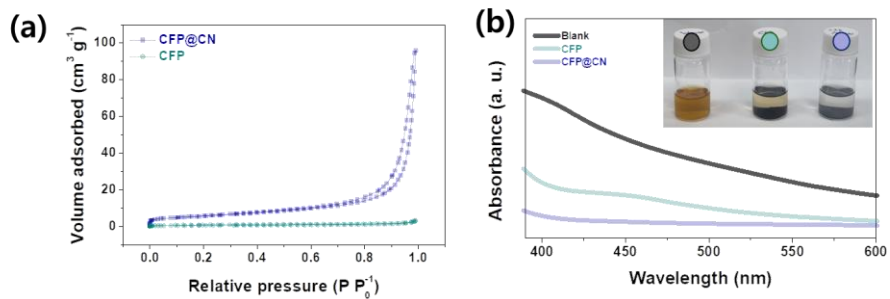 (a)
CFP@CN
CFP
Volume adsorbed (cm³ g⁻¹)
100
80
60
40
20
0
0.0 0.2 0.4 0.6 0.8 1.0
Relative pressure (P P₀⁻¹)
(b)
Blank
CFP
CFP@CN
Absorbance (a. u.)
400 450 500 550 600
Wavelength (nm)